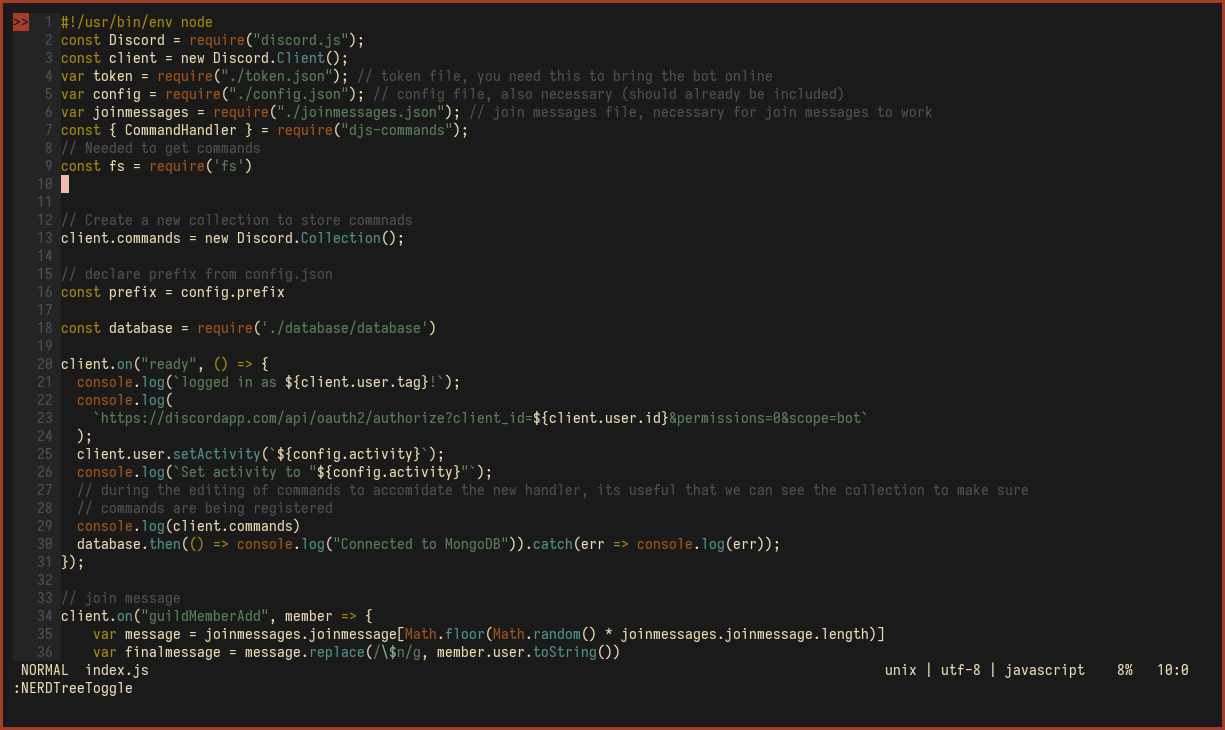 >> 1 #!/usr/bin/env node
2 const Discord = require("discord.js");
3 const client = new Discord.Client();
4 var token = require("./token.json"); // token file, you need this to bring the bot online
5 var config = require("./config.json"); // config file, also necessary (should already be included)
6 var joinmessages = require("./joinmessages.json"); // join messages file, necessary for join messages to work
7 const { CommandHandler } = require("djs-commands");
8 // Needed to get commands
9 const fs = require('fs')
10
11
12 // Create a new collection to store commnads
13 client.commands = new Discord.Collection();
14
15 // declare prefix from config.json
16 const prefix = config.prefix
17
18 const database = require('./database/database')
19
20 client.on("ready", () => {
21   console.log(`logged in as ${client.user.tag}!`);
22   console.log(
23     `https://discordapp.com/api/oauth2/authorize?client_id=${client.user.id}&permissions=0&scope=bot`
24   );
25   client.user.setActivity(`${config.activity}`);
26   console.log(`Set activity to "${config.activity}"`);
27   // during the editing of commands to accomidate the new handler, its useful that we can see the collection to make sure
28   // commands are being registered
29   console.log(client.commands)
30   database.then(() => console.log("Connected to MongoDB")).catch(err => console.log(err));
31 });
32
33 // join message
34 client.on("guildMemberAdd", member => {
35     var message = joinmessages.joinmessage[Math.floor(Math.random() * joinmessages.joinmessage.length)]
36     var finalmessage = message.replace(/\$n/g, member.user.toString())
NORMAL  index.js unix | utf-8 | javascript 8% 10:0
:NERDTreeToggle